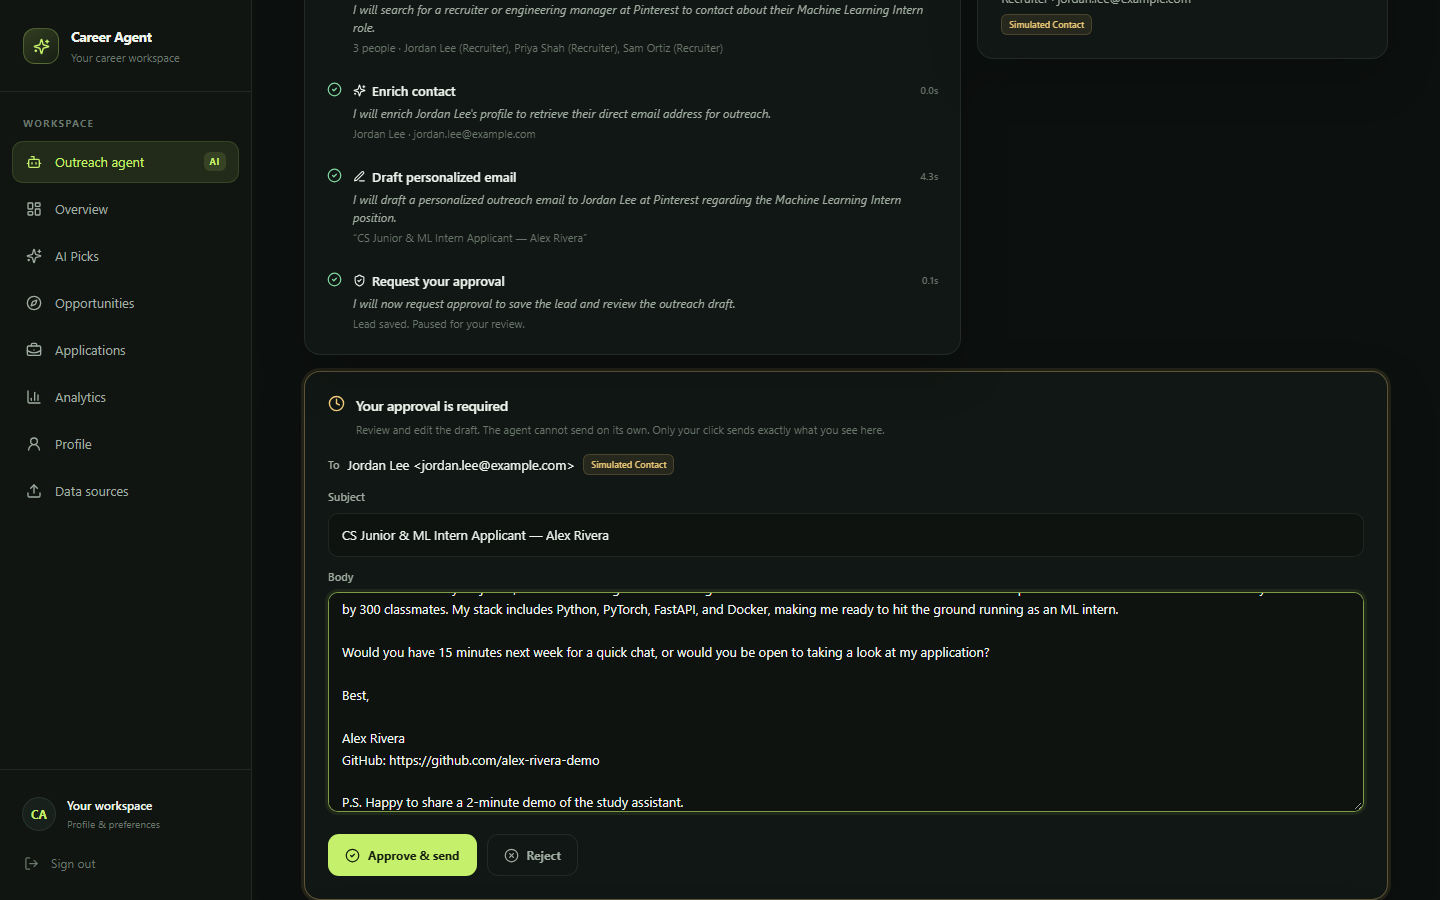 Career Agent
Your career workspace
WORKSPACE
Outreach agent
AI
Overview
AI Picks
Opportunities
Applications
Analytics
Profile
Data sources
CA
Your workspace
Profile & preferences
Sign out
I will search for a recruiter or engineering manager at Pinterest to contact about their Machine Learning Intern
role.
3 people · Jordan Lee (Recruiter), Priya Shah (Recruiter), Sam Ortiz (Recruiter)
Enrich contact
0.0s
I will enrich Jordan Lee's profile to retrieve their direct email address for outreach.
Jordan Lee · jordan.lee@example.com
Draft personalized email
4.3s
I will draft a personalized outreach email to Jordan Lee at Pinterest regarding the Machine Learning Intern
position.
"CS Junior & ML Intern Applicant — Alex Rivera"
Request your approval
0.1s
I will now request approval to save the lead and review the outreach draft.
Lead saved. Paused for your review.
Recruiter · jordan.lee@example.com
Simulated Contact
Your approval is required
Review and edit the draft. The agent cannot send on its own. Only your click sends exactly what you see here.
To Jordan Lee <jordan.lee@example.com> Simulated Contact
Subject
CS Junior & ML Intern Applicant — Alex Rivera
Body
by 300 classmates. My stack includes Python, PyTorch, FastAPI, and Docker, making me ready to hit the ground running as an ML intern.
Would you have 15 minutes next week for a quick chat, or would you be open to taking a look at my application?
Best,
Alex Rivera
GitHub: https://github.com/alex-rivera-demo
P.S. Happy to share a 2-minute demo of the study assistant.
Approve & send
Reject